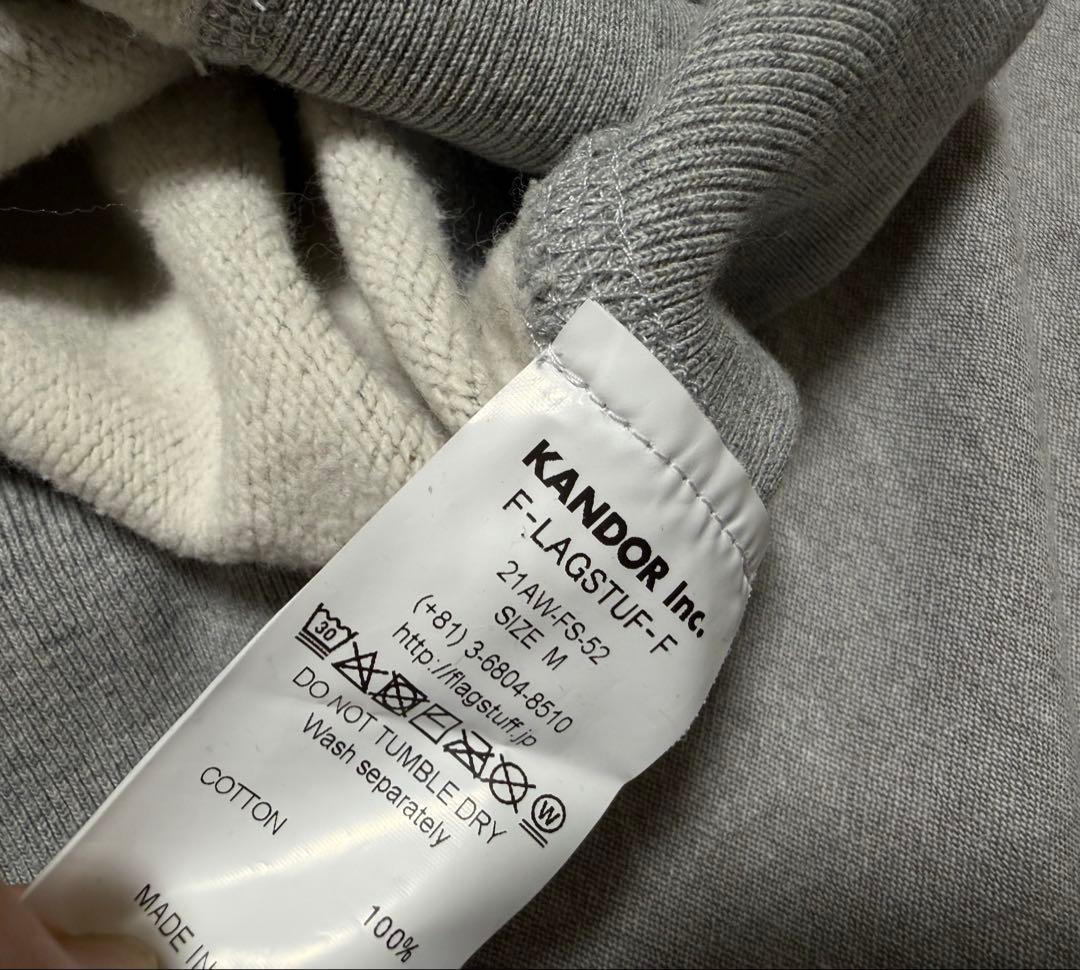 KANDOR Inc.
F-LAGSTUF-F
21AW-FS-52
SIZE M
(+81) 3-6804-8510
http://flagstuff.jp
30 W
DO NOT TUMBLE DRY
Wash separately
COTTON 100%
MADE IN